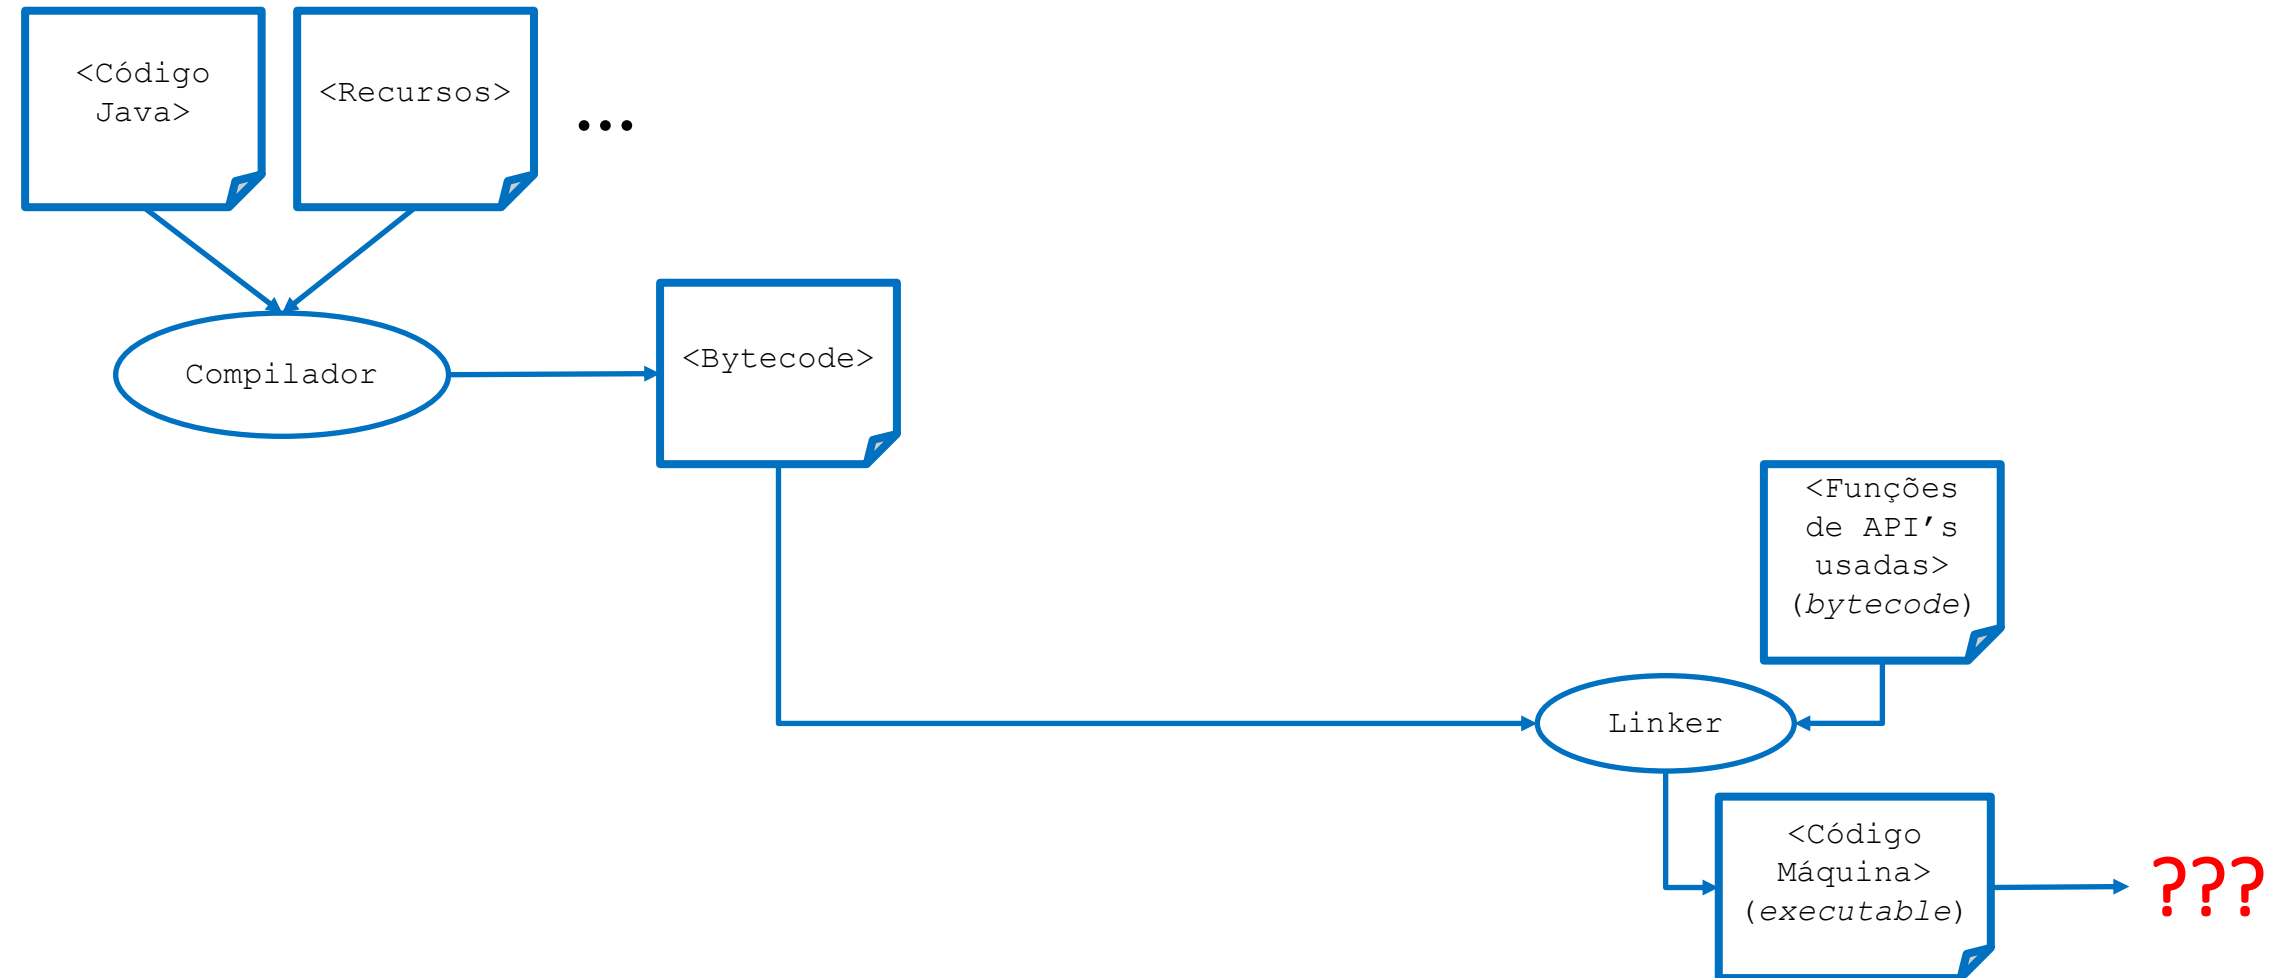 <Código
Java>
<Recursos>
...
Compilador
<Bytecode>
<Funções
de API’s
usadas>
(bytecode)
Linker
<Código
Máquina>
(executable)
???